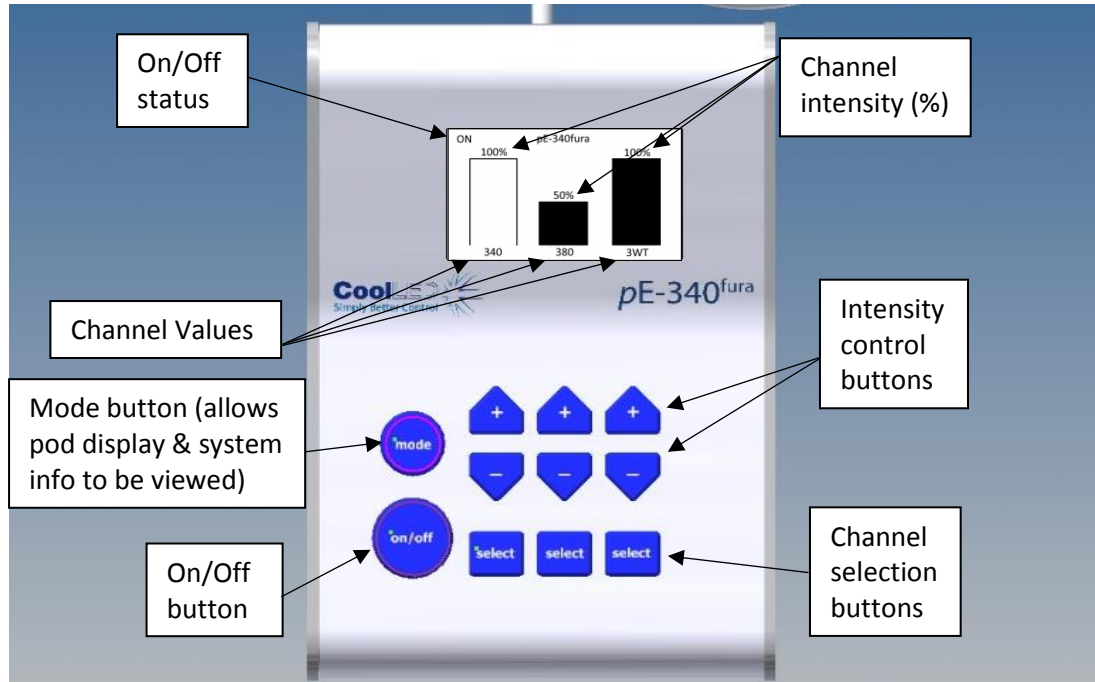 On/Off
status
Channel
intensity (%)
ON
pE-340fura
100%
100%
50%
340
380
3WT
CoolLED
Simply Better Control
pE-340fura
Channel Values
Intensity
control
buttons
Mode button (allows
pod display & system
info to be viewed)
+ + +
mode
– – –
on/off
select select select
On/Off
button
Channel
selection
buttons